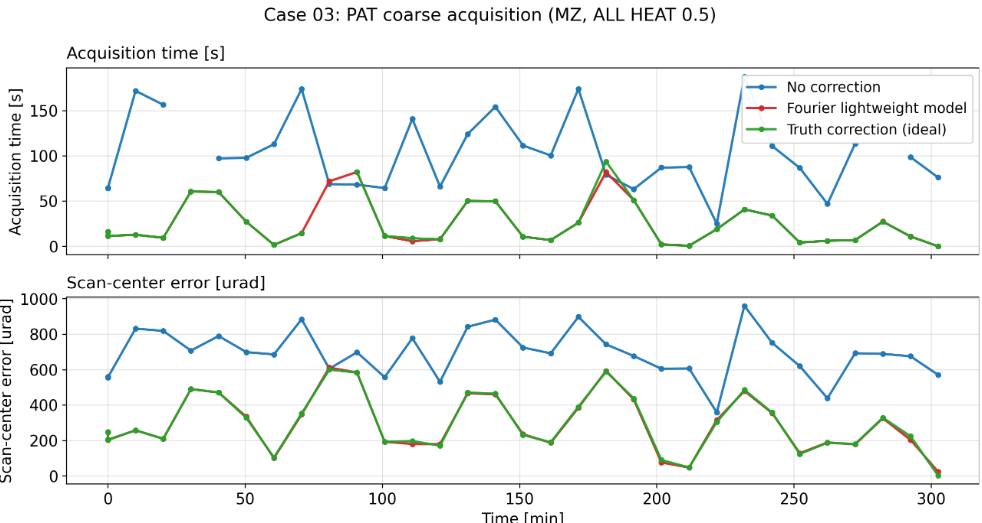 Case 03: PAT coarse acquisition (MZ, ALL HEAT 0.5)
Acquisition time [s]
Acquisition time [s]
150
100
50
0
No correction
Fourier lightweight model
Truth correction (ideal)
Scan-center error [urad]
Scan-center error [urad]
1000
800
600
400
200
0
0 50 100 150 200 250 300
Time [min]